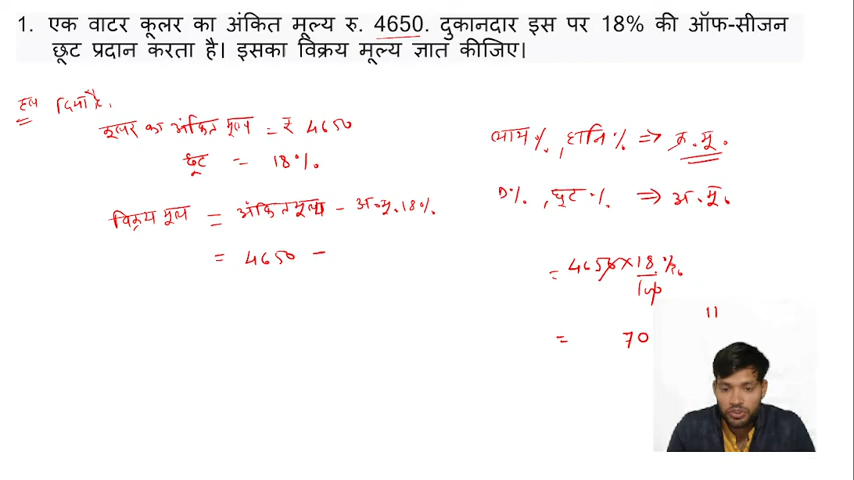 1. एक वाटर कूलर का अंकित मूल्य रु. 4650. दुकानदार इस पर 18% की ऑफ-सीजन
छूट प्रदान करता है। इसका विक्रय मूल्य ज्ञात कीजिए।
हल दिया है,
कूलर का अंकित मूल्य = ₹ 4650
छूट = 18%.
विक्रय मूल्य = अंकित मूल्य - अ.मू. 18%.
= 4650 -
लाभ%, हानि% ⇒ क्र.मू.
D%, छूट% ⇒ अ.मू.
= 4650 × 18
100
= 70
11